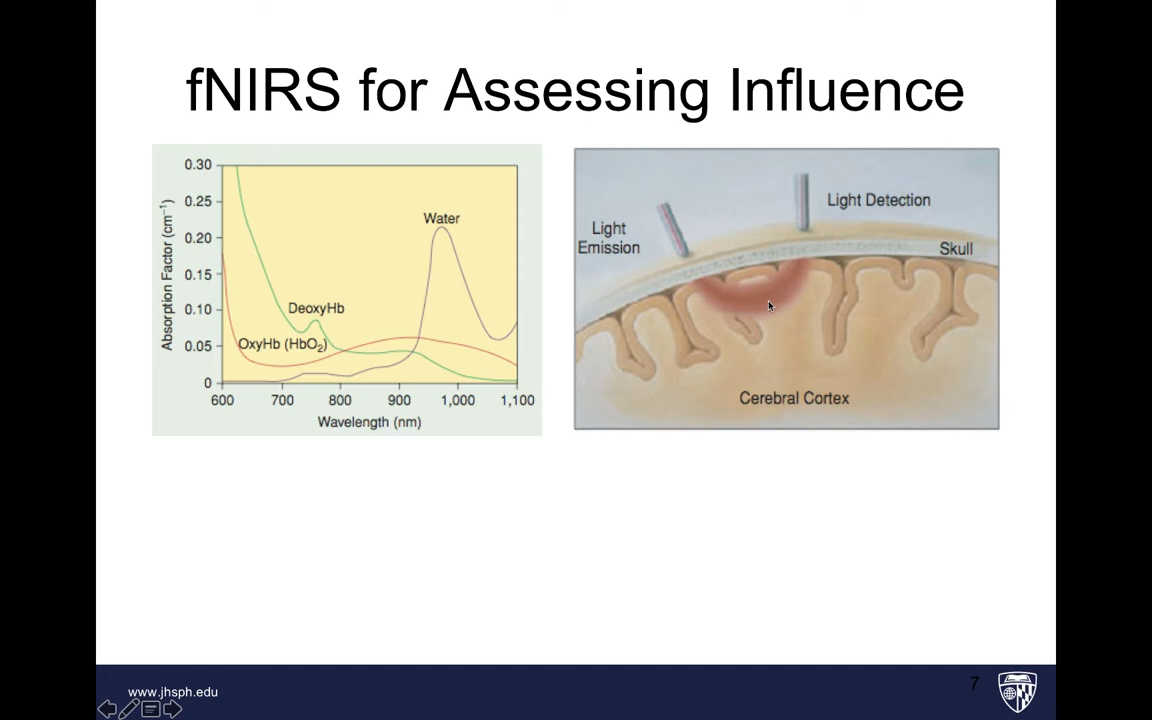 fNIRS for Assessing Influence
0.30
0.25
0.20
0.15
0.10
0.05
0
Absorption Factor (cm⁻¹)
Water
DeoxyHb
OxyHb (HbO₂)
600 700 800 900 1,000 1,100
Wavelength (nm)
Light Detection
Light
Emission
Skull
Cerebral Cortex
www.jhsph.edu
7